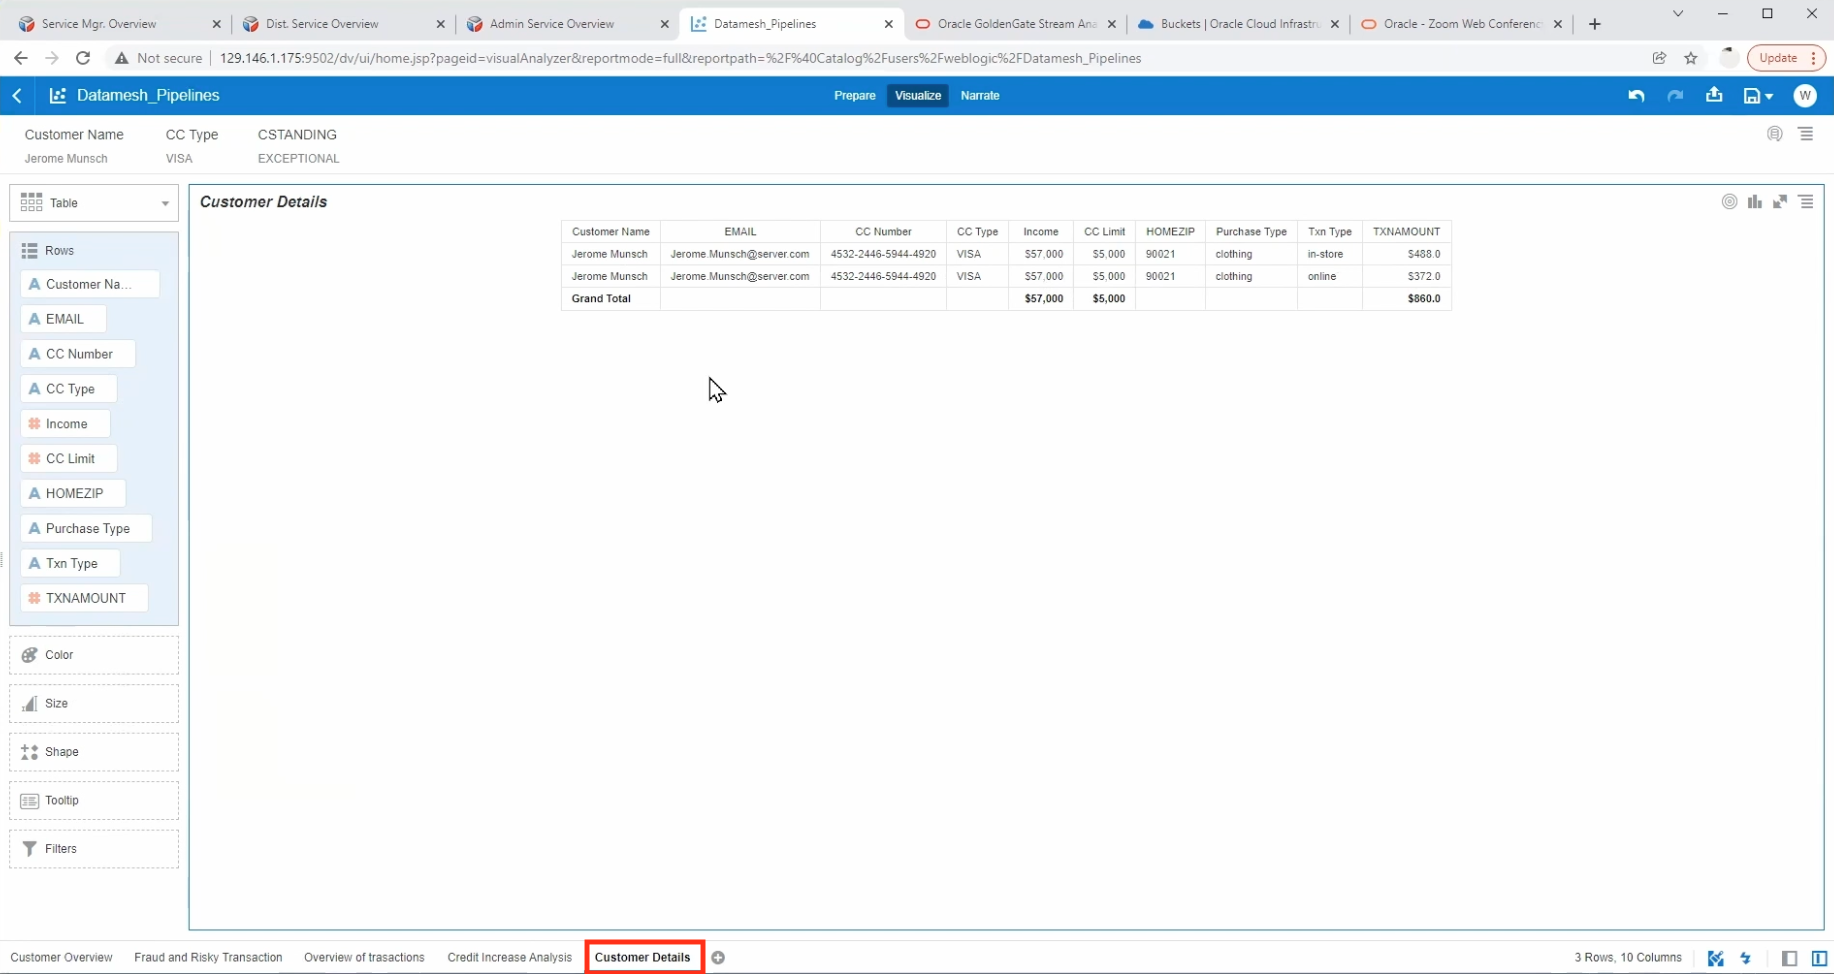 Service Mgr. Overview
Dist. Service Overview
Admin Service Overview
Datamesh_Pipelines
Oracle GoldenGate Stream Ana
Buckets | Oracle Cloud Infrastru
Oracle - Zoom Web Conferenc
Not secure 129.146.1.175:9502/dv/ui/home.jsp?pageid=visualAnalyzer&reportmode=full&reportpath=%2F%40Catalog%2Fusers%2Fweblogic%2FDatamesh_Pipelines
Update
Datamesh_Pipelines
Prepare Visualize Narrate
W
Customer Name CC Type CSTANDING
Jerome Munsch VISA EXCEPTIONAL
Table
Rows
A Customer Na...
A EMAIL
A CC Number
A CC Type
Income
CC Limit
A HOMEZIP
A Purchase Type
A Txn Type
TXNAMOUNT
Color
Size
Shape
Tooltip
Filters
Customer Details
Customer Name EMAIL CC Number CC Type Income CC Limit HOMEZIP Purchase Type Txn Type TXNAMOUNT
Jerome Munsch Jerome.Munsch@server.com 4532-2446-5944-4920 VISA $57,000 $5,000 90021 clothing in-store $488.0
Jerome Munsch Jerome.Munsch@server.com 4532-2446-5944-4920 VISA $57,000 $5,000 90021 clothing online $372.0
Grand Total $57,000 $5,000 $860.0
Customer Overview Fraud and Risky Transaction Overview of trasactions Credit Increase Analysis Customer Details
3 Rows, 10 Columns